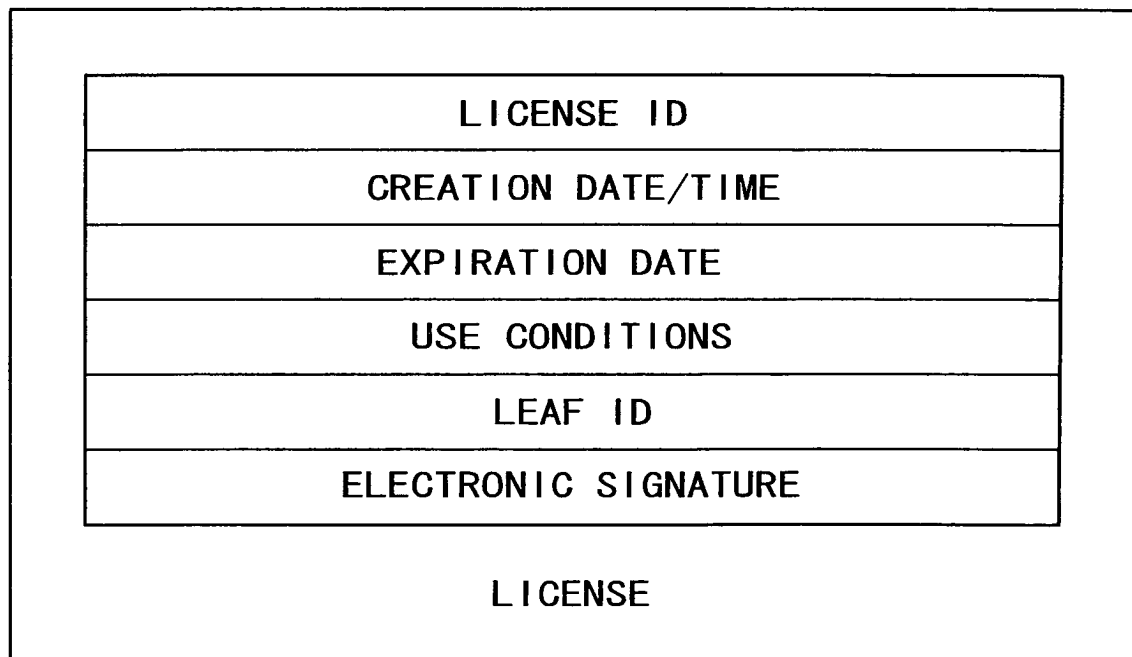 LICENSE ID
CREATION DATE/TIME
EXPIRATION DATE
USE CONDITIONS
LEAF ID
ELECTRONIC SIGNATURE
LICENSE